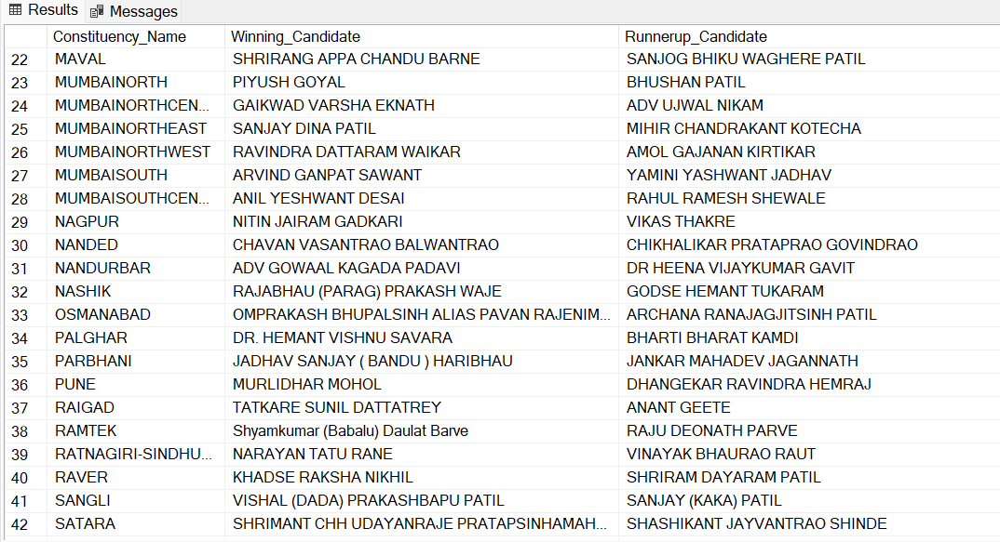 Results Messages
Constituency_Name Winning_Candidate Runnerup_Candidate
22 MAVAL SHRIRANG APPA CHANDU BARNE SANJOG BHIKU WAGHERE PATIL
23 MUMBAINORTH PIYUSH GOYAL BHUSHAN PATIL
24 MUMBAINORTHCEN... GAIKWAD VARSHA EKNATH ADV UJWAL NIKAM
25 MUMBAINORTHEAST SANJAY DINA PATIL MIHIR CHANDRAKANT KOTECHA
26 MUMBAINORTHWEST RAVINDRA DATTARAM WAIKAR AMOL GAJANAN KIRTIKAR
27 MUMBAISOUTH ARVIND GANPAT SAWANT YAMINI YASHWANT JADHAV
28 MUMBAISOUTHCEN... ANIL YESHWANT DESAI RAHUL RAMESH SHEWALE
29 NAGPUR NITIN JAIRAM GADKARI VIKAS THAKRE
30 NANDED CHAVAN VASANTRAO BALWANTRAO CHIKHALIKAR PRATAPRAO GOVINDRAO
31 NANDURBAR ADV GOWAAL KAGADA PADAVI DR HEENA VIJAYKUMAR GAVIT
32 NASHIK RAJABHAU (PARAG) PRAKASH WAJE GODSE HEMANT TUKARAM
33 OSMANABAD OMPRAKASH BHUPALSINH ALIAS PAVAN RAJENIM... ARCHANA RANAJAGJITSINH PATIL
34 PALGHAR DR. HEMANT VISHNU SAVARA BHARTI BHARAT KAMDI
35 PARBHANI JADHAV SANJAY ( BANDU ) HARIBHAU JANKAR MAHADEV JAGANNATH
36 PUNE MURLIDHAR MOHOL DHANGEKAR RAVINDRA HEMRAJ
37 RAIGAD TATKARE SUNIL DATTATREY ANANT GEETE
38 RAMTEK Shyamkumar (Babalu) Daulat Barve RAJU DEONATH PARVE
39 RATNAGIRI-SINDHU... NARAYAN TATU RANE VINAYAK BHAURAO RAUT
40 RAVER KHADSE RAKSHA NIKHIL SHRIRAM DAYARAM PATIL
41 SANGLI VISHAL (DADA) PRAKASHBAPU PATIL SANJAY (KAKA) PATIL
42 SATARA SHRIMANT CHH UDAYANRAJE PRATAPSINHAMAH... SHASHIKANT JAYVANTRAO SHINDE